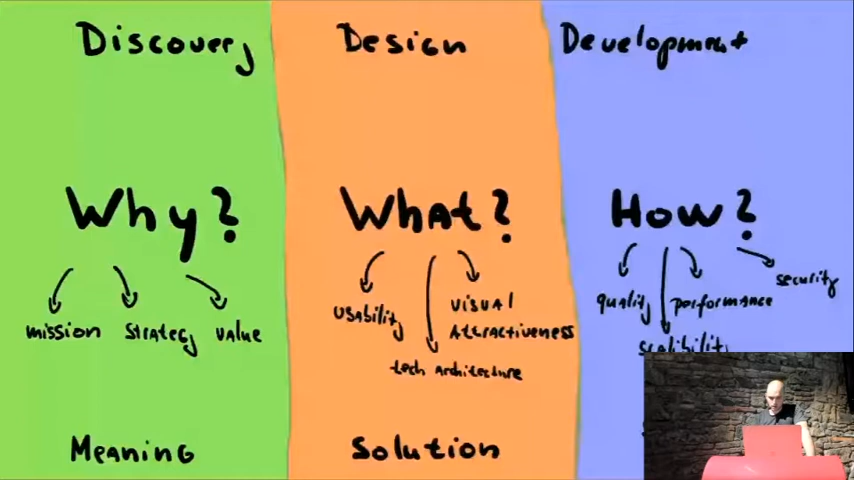 Discovery
Design
Development
Why?
What?
How?
mission
strategy
value
usability
visual
Attractiveness
tech Architecture
quality
performance
security
scalibility
Meaning
Solution